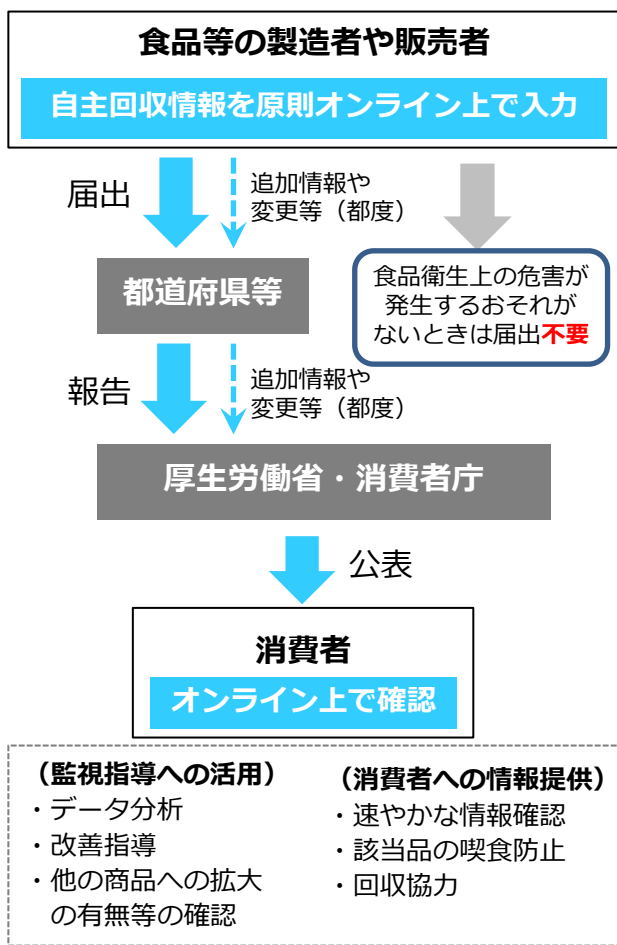 食品等の製造者や販売者
自主回収情報を原則オンライン上で入力
届出
追加情報や
変更等（都度）
都道府県等
食品衛生上の危害が
発生するおそれが
ないときは届出不要
報告
追加情報や
変更等（都度）
厚生労働省・消費者庁
公表
消費者
オンライン上で確認
（監視指導への活用）
・データ分析
・改善指導
・他の商品への拡大
の有無等の確認
（消費者への情報提供）
・速やかな情報確認
・該当品の喫食防止
・回収協力